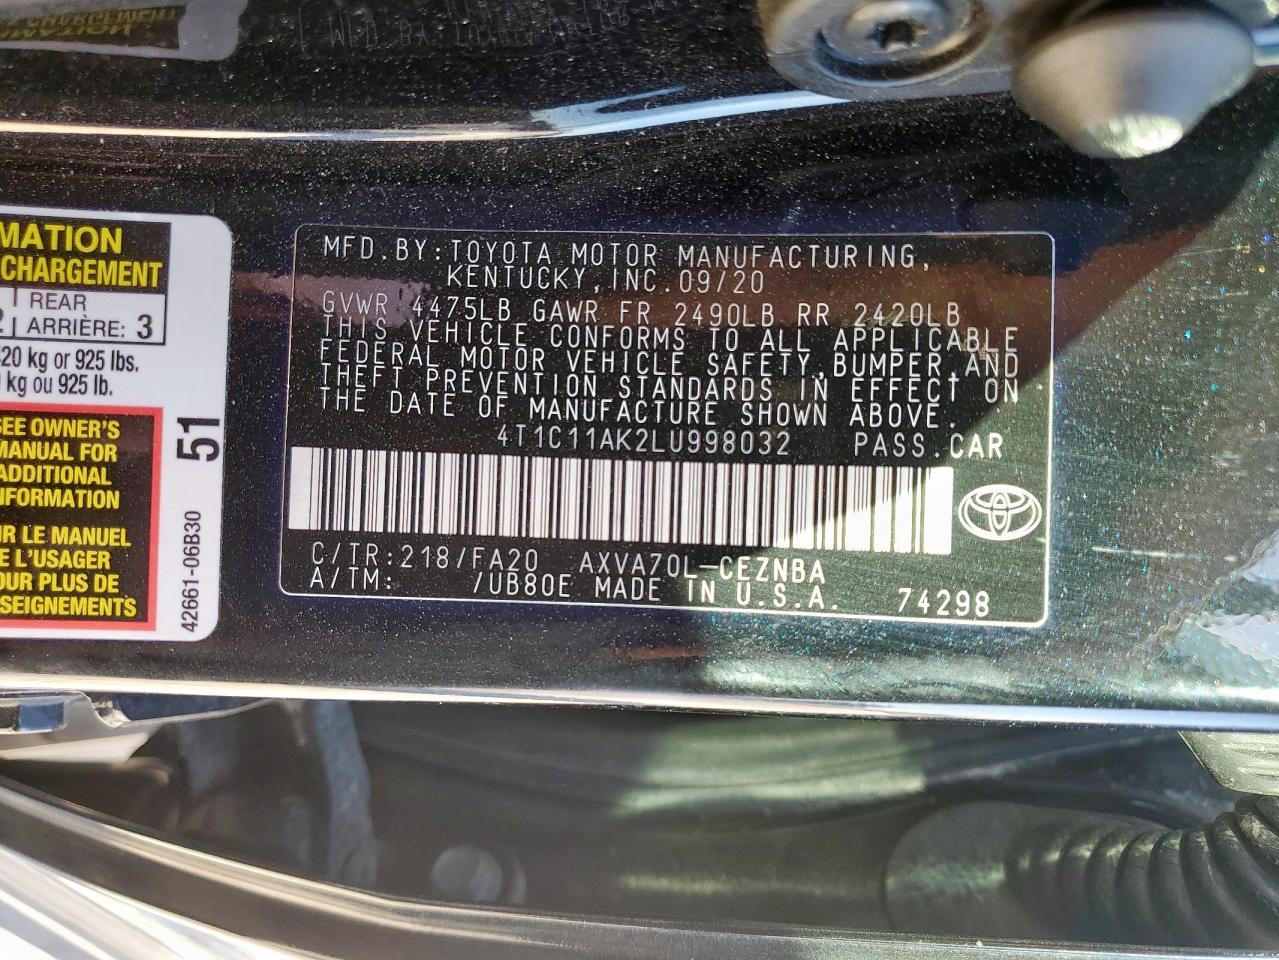 MATION
CHARGEMENT
REAR
ARRIÈRE: 3
20 kg or 925 lbs.
kg ou 925 lb.
SEE OWNER'S
MANUAL FOR
ADDITIONAL
NFORMATION
UR LE MANUEL
E L'USAGER
OUR PLUS DE
SEIGNEMENTS
51
42661-06B30
MFD.BY:TOYOTA MOTOR MANUFACTURING,
KENTUCKY, INC. 09/20
GVWR 4475LB GAWR FR 2490LB RR 2420LB
THIS VEHICLE CONFORMS TO ALL APPLICABLE
FEDERAL MOTOR VEHICLE SAFETY, BUMPER, AND
THEFT PREVENTION STANDARDS IN EFFECT ON
THE DATE OF MANUFACTURE SHOWN ABOVE.
4T1C11AK2LU998032 PASS.CAR
C/TR:218/FA20 AXVA70L-CEZNBA
A/TM: /UB80E MADE IN U.S.A. 74298